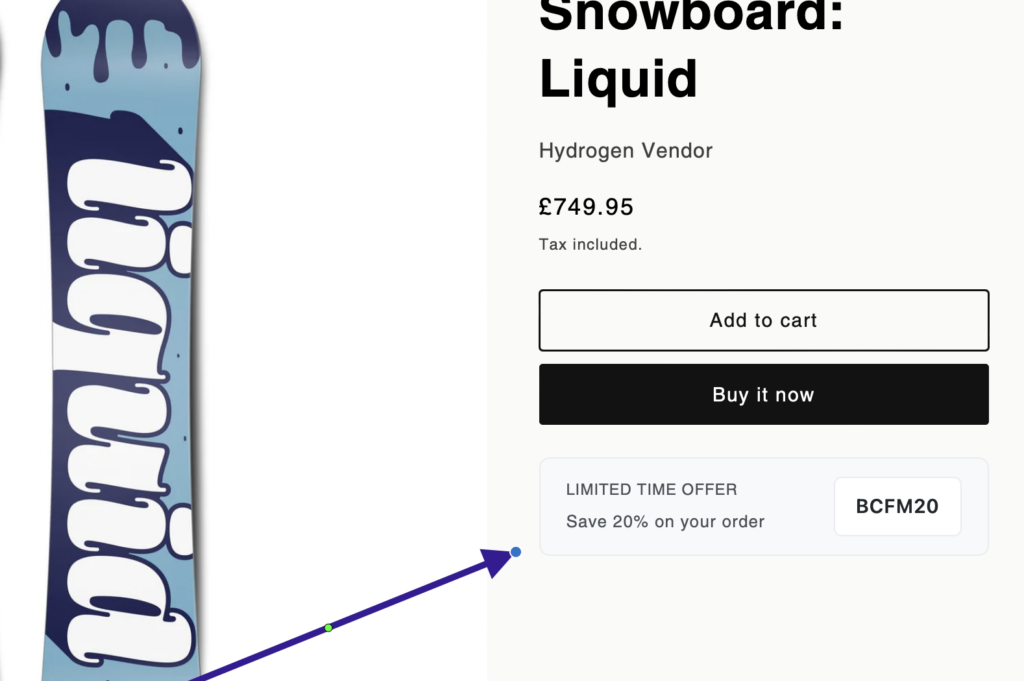 Snowboard:
Liquid
Hydrogen Vendor
£749.95
Tax included.
Add to cart
Buy it now
LIMITED TIME OFFER
Save 20% on your order
BCFM20
liquid